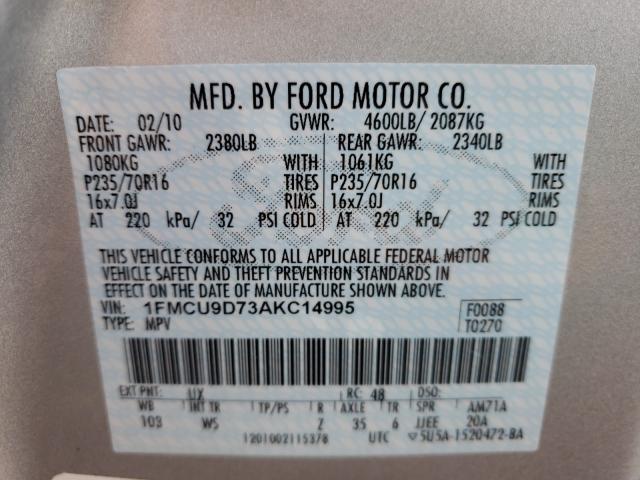 MFD. BY FORD MOTOR CO.
DATE: 02/10 GVWR: 4600LB/ 2087KG
FRONT GAWR: 2380LB REAR GAWR: 2340LB
1080KG WITH 1061KG WITH
P235/70R16 TIRES P235/70R16 TIRES
16x7.0J RIMS 16x7.0J RIMS
AT 220 kPa/ 32 PSI COLD AT 220 kPa/ 32 PSI COLD
THIS VEHICLE CONFORMS TO ALL APPLICABLE FEDERAL MOTOR
VEHICLE SAFETY AND THEFT PREVENTION STANDARDS IN
EFFECT ON THE DATE OF MANUFACTURE SHOWN ABOVE.
VIN: 1FMCU9D73AKC14995 F0088
TYPE: MPV T0270
EXT PNT: UX RC: 48 DSO:
WB INT TR TP/PS R AXLE TR SPR AM71A
103 WS Z 35 6 JJEE 20A
1201002115378 UTC 5U5A-1520472-BA